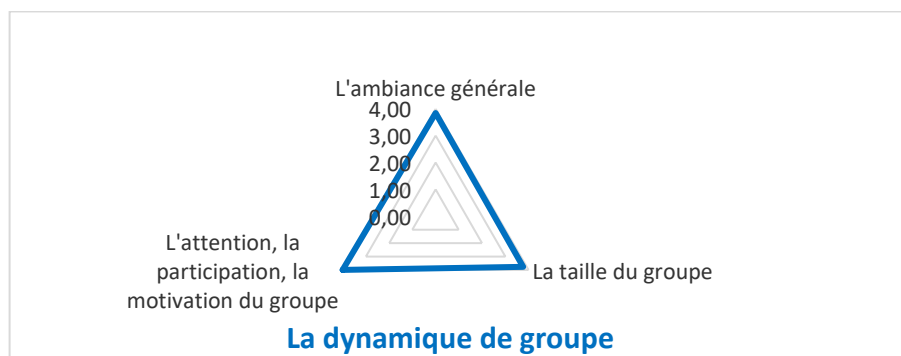 L'ambiance générale
4,00
3,00
2,00
1,00
0,00
L'attention, la
participation, la
motivation du groupe
La taille du groupe
La dynamique de groupe